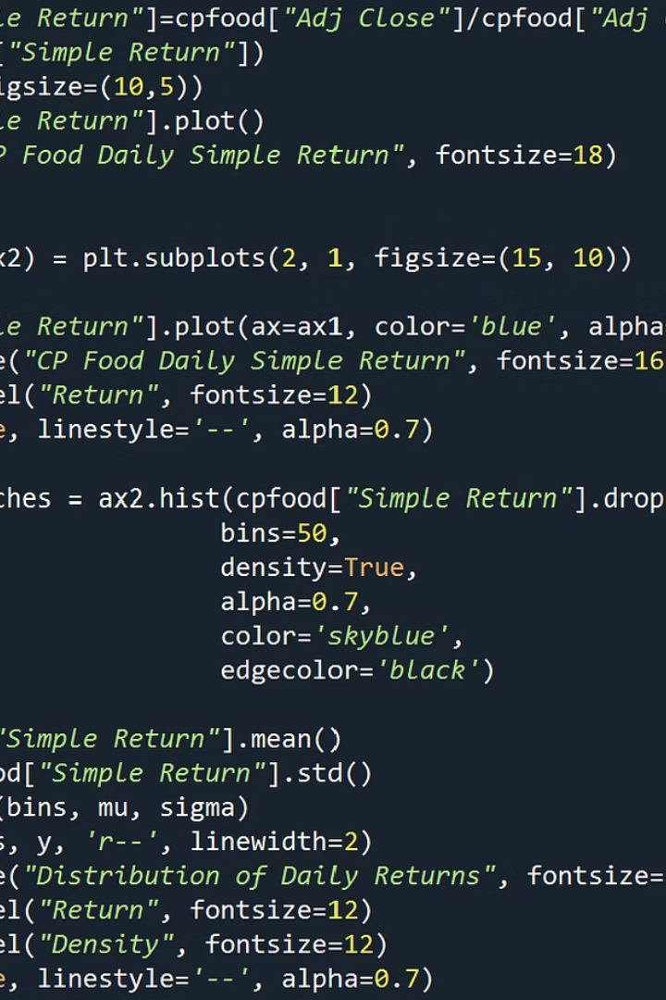 le Return"]=cpfood["Adj Close"]/cpfood["Adj
["Simple Return"])
igsize=(10,5))
le Return"].plot()
P Food Daily Simple Return", fontsize=18)
x2) = plt.subplots(2, 1, figsize=(15, 10))
le Return"].plot(ax=ax1, color='blue', alpha
e("CP Food Daily Simple Return", fontsize=16
el("Return", fontsize=12)
e, linestyle='--', alpha=0.7)
ches = ax2.hist(cpfood["Simple Return"].drop
bins=50,
density=True,
alpha=0.7,
color='skyblue',
edgecolor='black')
"Simple Return"].mean()
od["Simple Return"].std()
(bins, mu, sigma)
s, y, 'r--', linewidth=2)
e("Distribution of Daily Returns", fontsize=
el("Return", fontsize=12)
el("Density", fontsize=12)
e, linestyle='--', alpha=0.7)